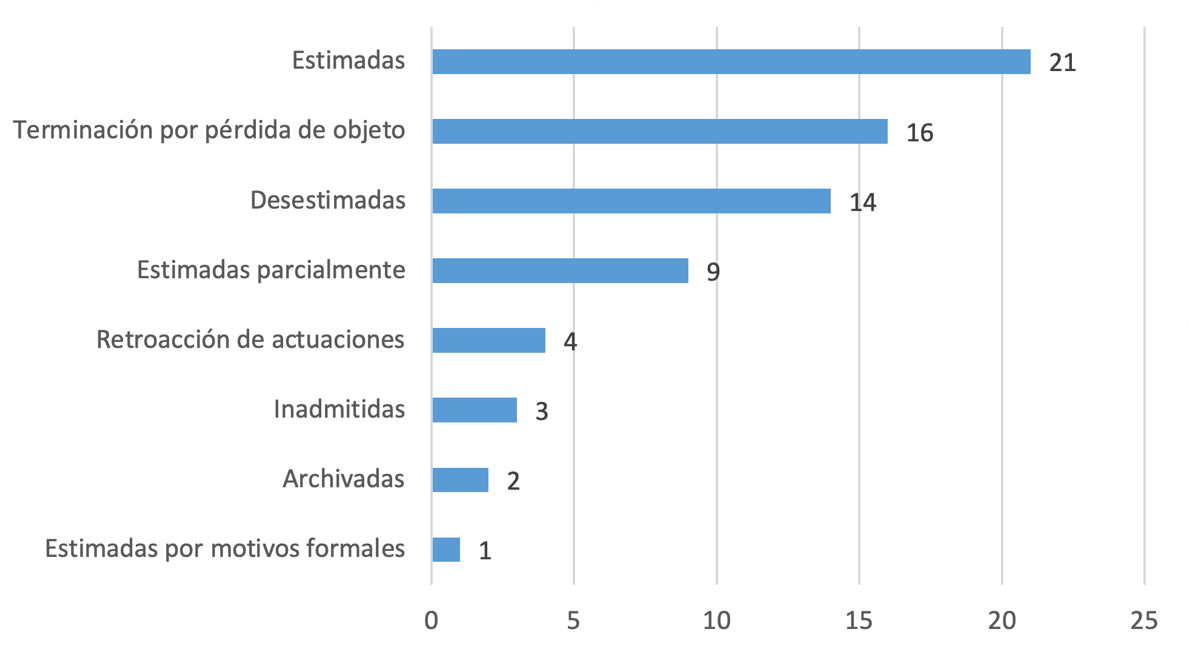 Estimadas 21
Terminación por pérdida de objeto 16
Desestimadas 14
Estimadas parcialmente 9
Retroacción de actuaciones 4
Inadmitidas 3
Archivadas 2
Estimadas por motivos formales 1
0 5 10 15 20 25